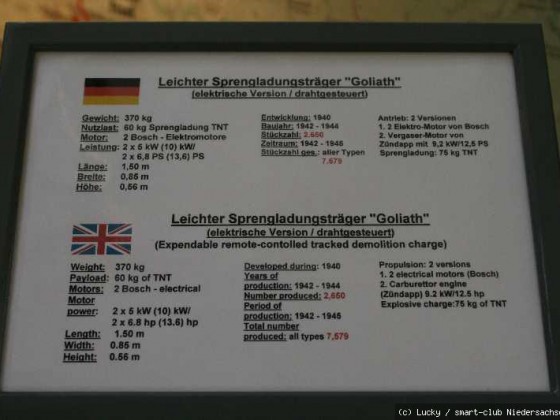 Leichter Sprengladungsträger "Goliath"
(elektrische Version / drahtgesteuert)
Gewicht: 370 kg
Nutzlast: 60 kg Sprengladung TNT
Motor: 2 Bosch - Elektromotore
Leistung: 2 x 5 kW (10) kW/
2 x 6,8 PS (13,6) PS
Länge: 1,50 m
Breite: 0,85 m
Höhe: 0,56 m
Entwicklung: 1940
Baujahr: 1942 - 1944
Stückzahl: 2.650
Zeitraum: 1942 - 1945
Stückzahl ges.: aller Typen
7.579
Antrieb: 2 Versionen
1. 2 Elektro-Motor von Bosch
2. Vergaser-Motor von
Zündapp mit 9,2 kW/12,5 PS
Sprengladung: 75 kg TNT
Leichter Sprengladungsträger "Goliath"
(elektrische Version / drahtgesteuert)
(Expendable remote-contolled tracked demolition charge)
Weight: 370 kg
Payload: 60 kg of TNT
Motors: 2 Bosch - electrical
Motor
power: 2 x 5 kW (10) kW/
2 x 6.8 hp (13,6) hp
Length: 1.50 m
Width: 0.85 m
Height: 0.56 m
Developed during: 1940
Years of
production: 1942 - 1944
Number produced: 2,650
Period of
production: 1942 - 1945
Total number
produced: all types 7,579
Propulsion: 2 versions
1. 2 electrical motors (Bosch)
2. Carburettor engine
(Zündapp) 9.2 kW/12.5 hp
Explosive charge:75 kg of TNT
(c) Lucky / smart-club Niedersachs